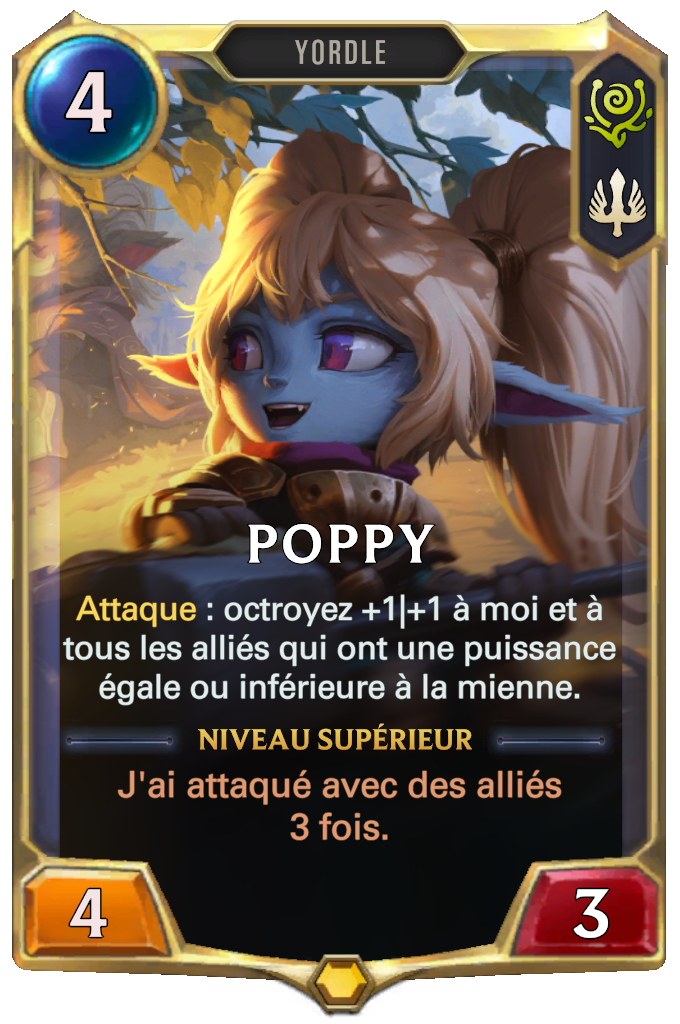 YORDLE
4
POPPY
Attaque : octroyez +1|+1 à moi et à
tous les alliés qui ont une puissance
égale ou inférieure à la mienne.
NIVEAU SUPÉRIEUR
J'ai attaqué avec des alliés
3 fois.
4
3